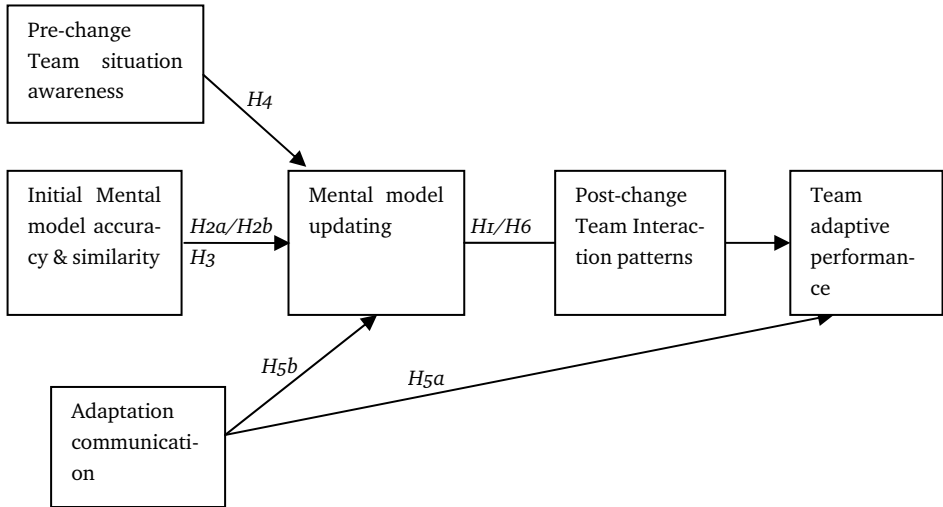 Pre-change
Team situation
awareness
H4
Initial Mental
model accura-
cy & similarity
H2a/H2b
H3
Mental model
updating
H1/H6
Post-change
Team Interac-
tion patterns
Team
adaptive
performan-
ce
H5b
H5a
Adaptation
communicati-
on